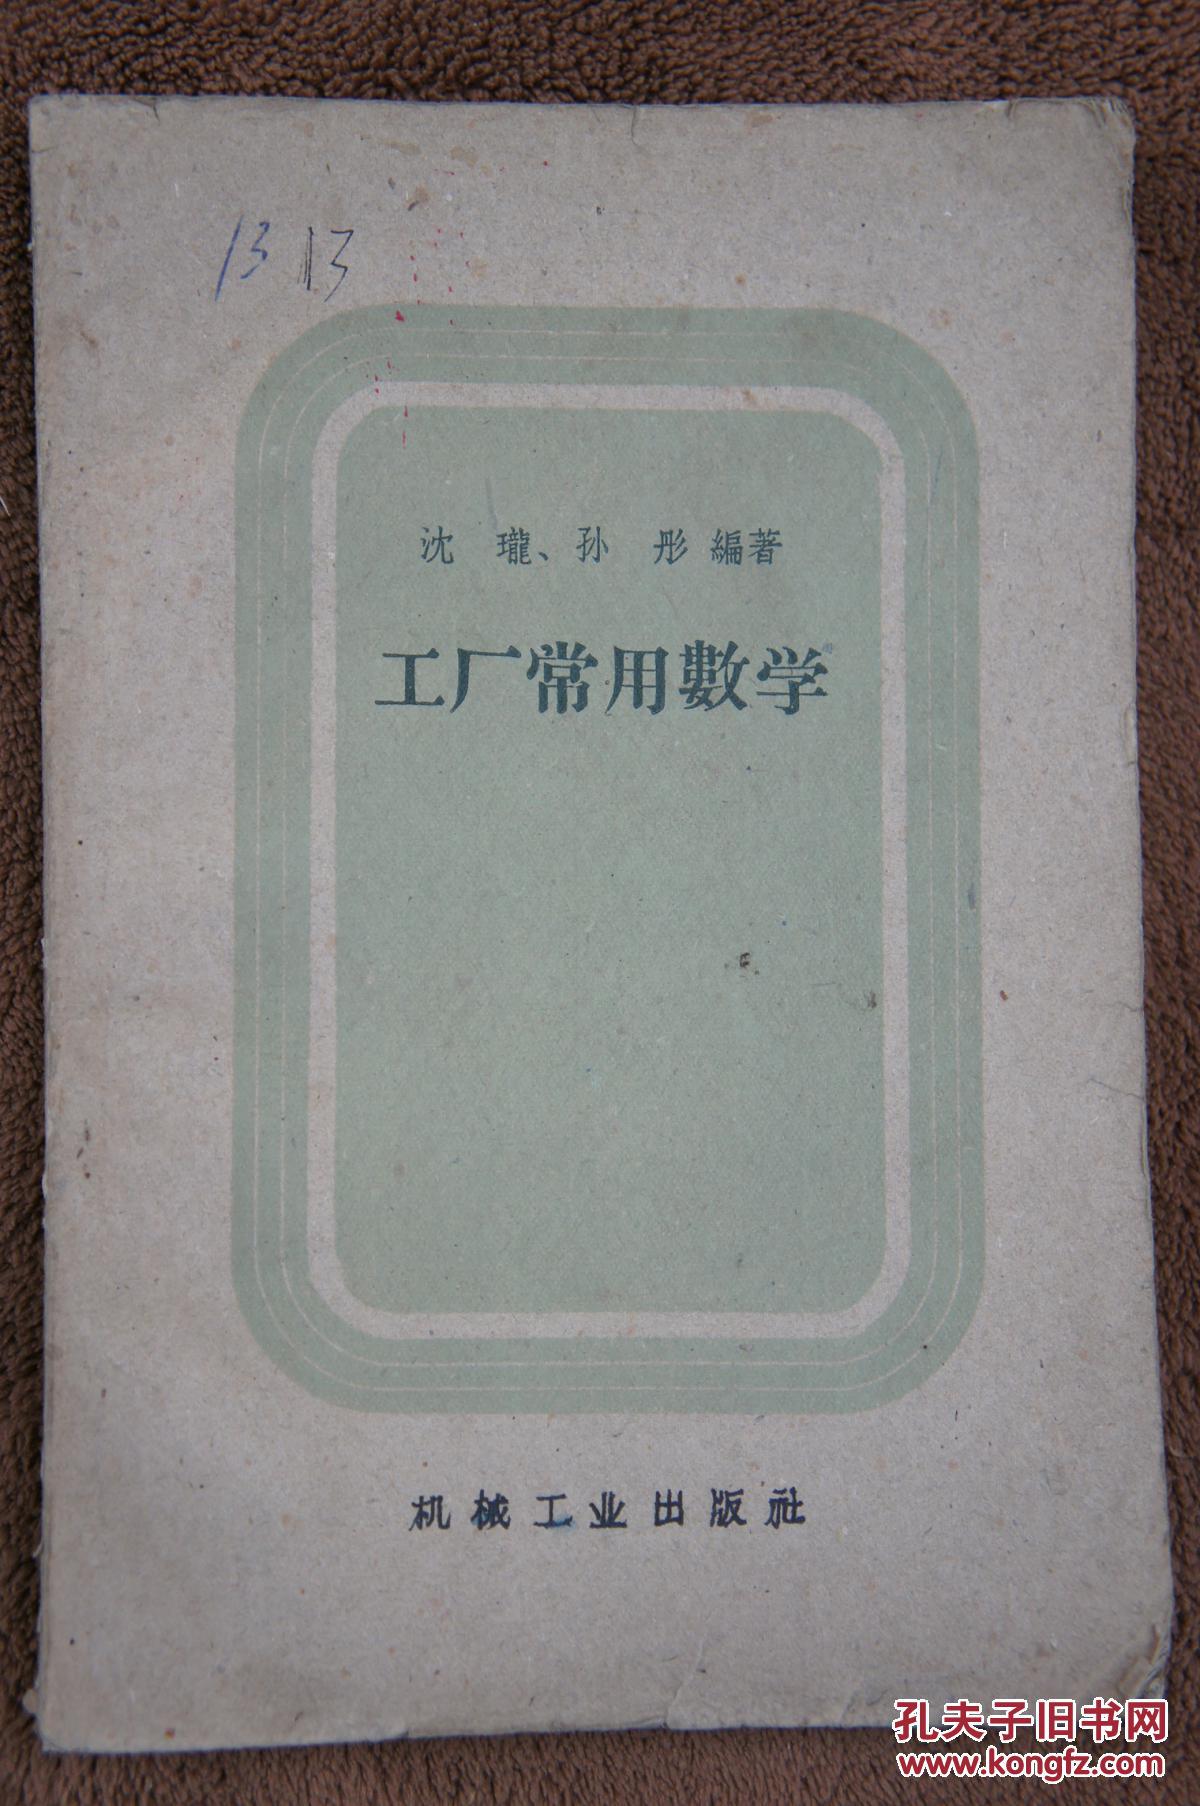 13 13
沈 瓏、孙 彤 編著
工厂常用數学
机械工业出版社
孔夫子旧书网
www.kongfz.com